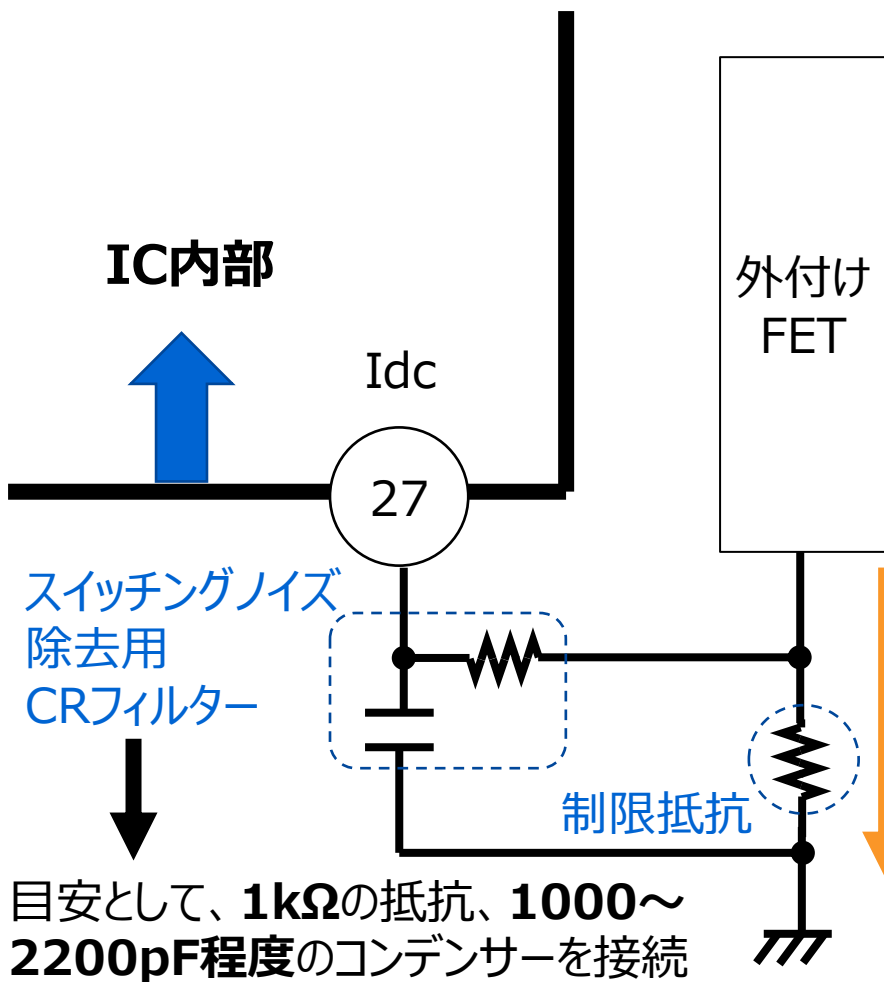 IC内部
外付け
FET
Idc
27
スイッチングノイズ
除去用
CRフィルター
制限抵抗
目安として、1kΩの抵抗、1000～
2200pF程度のコンデンサーを接続